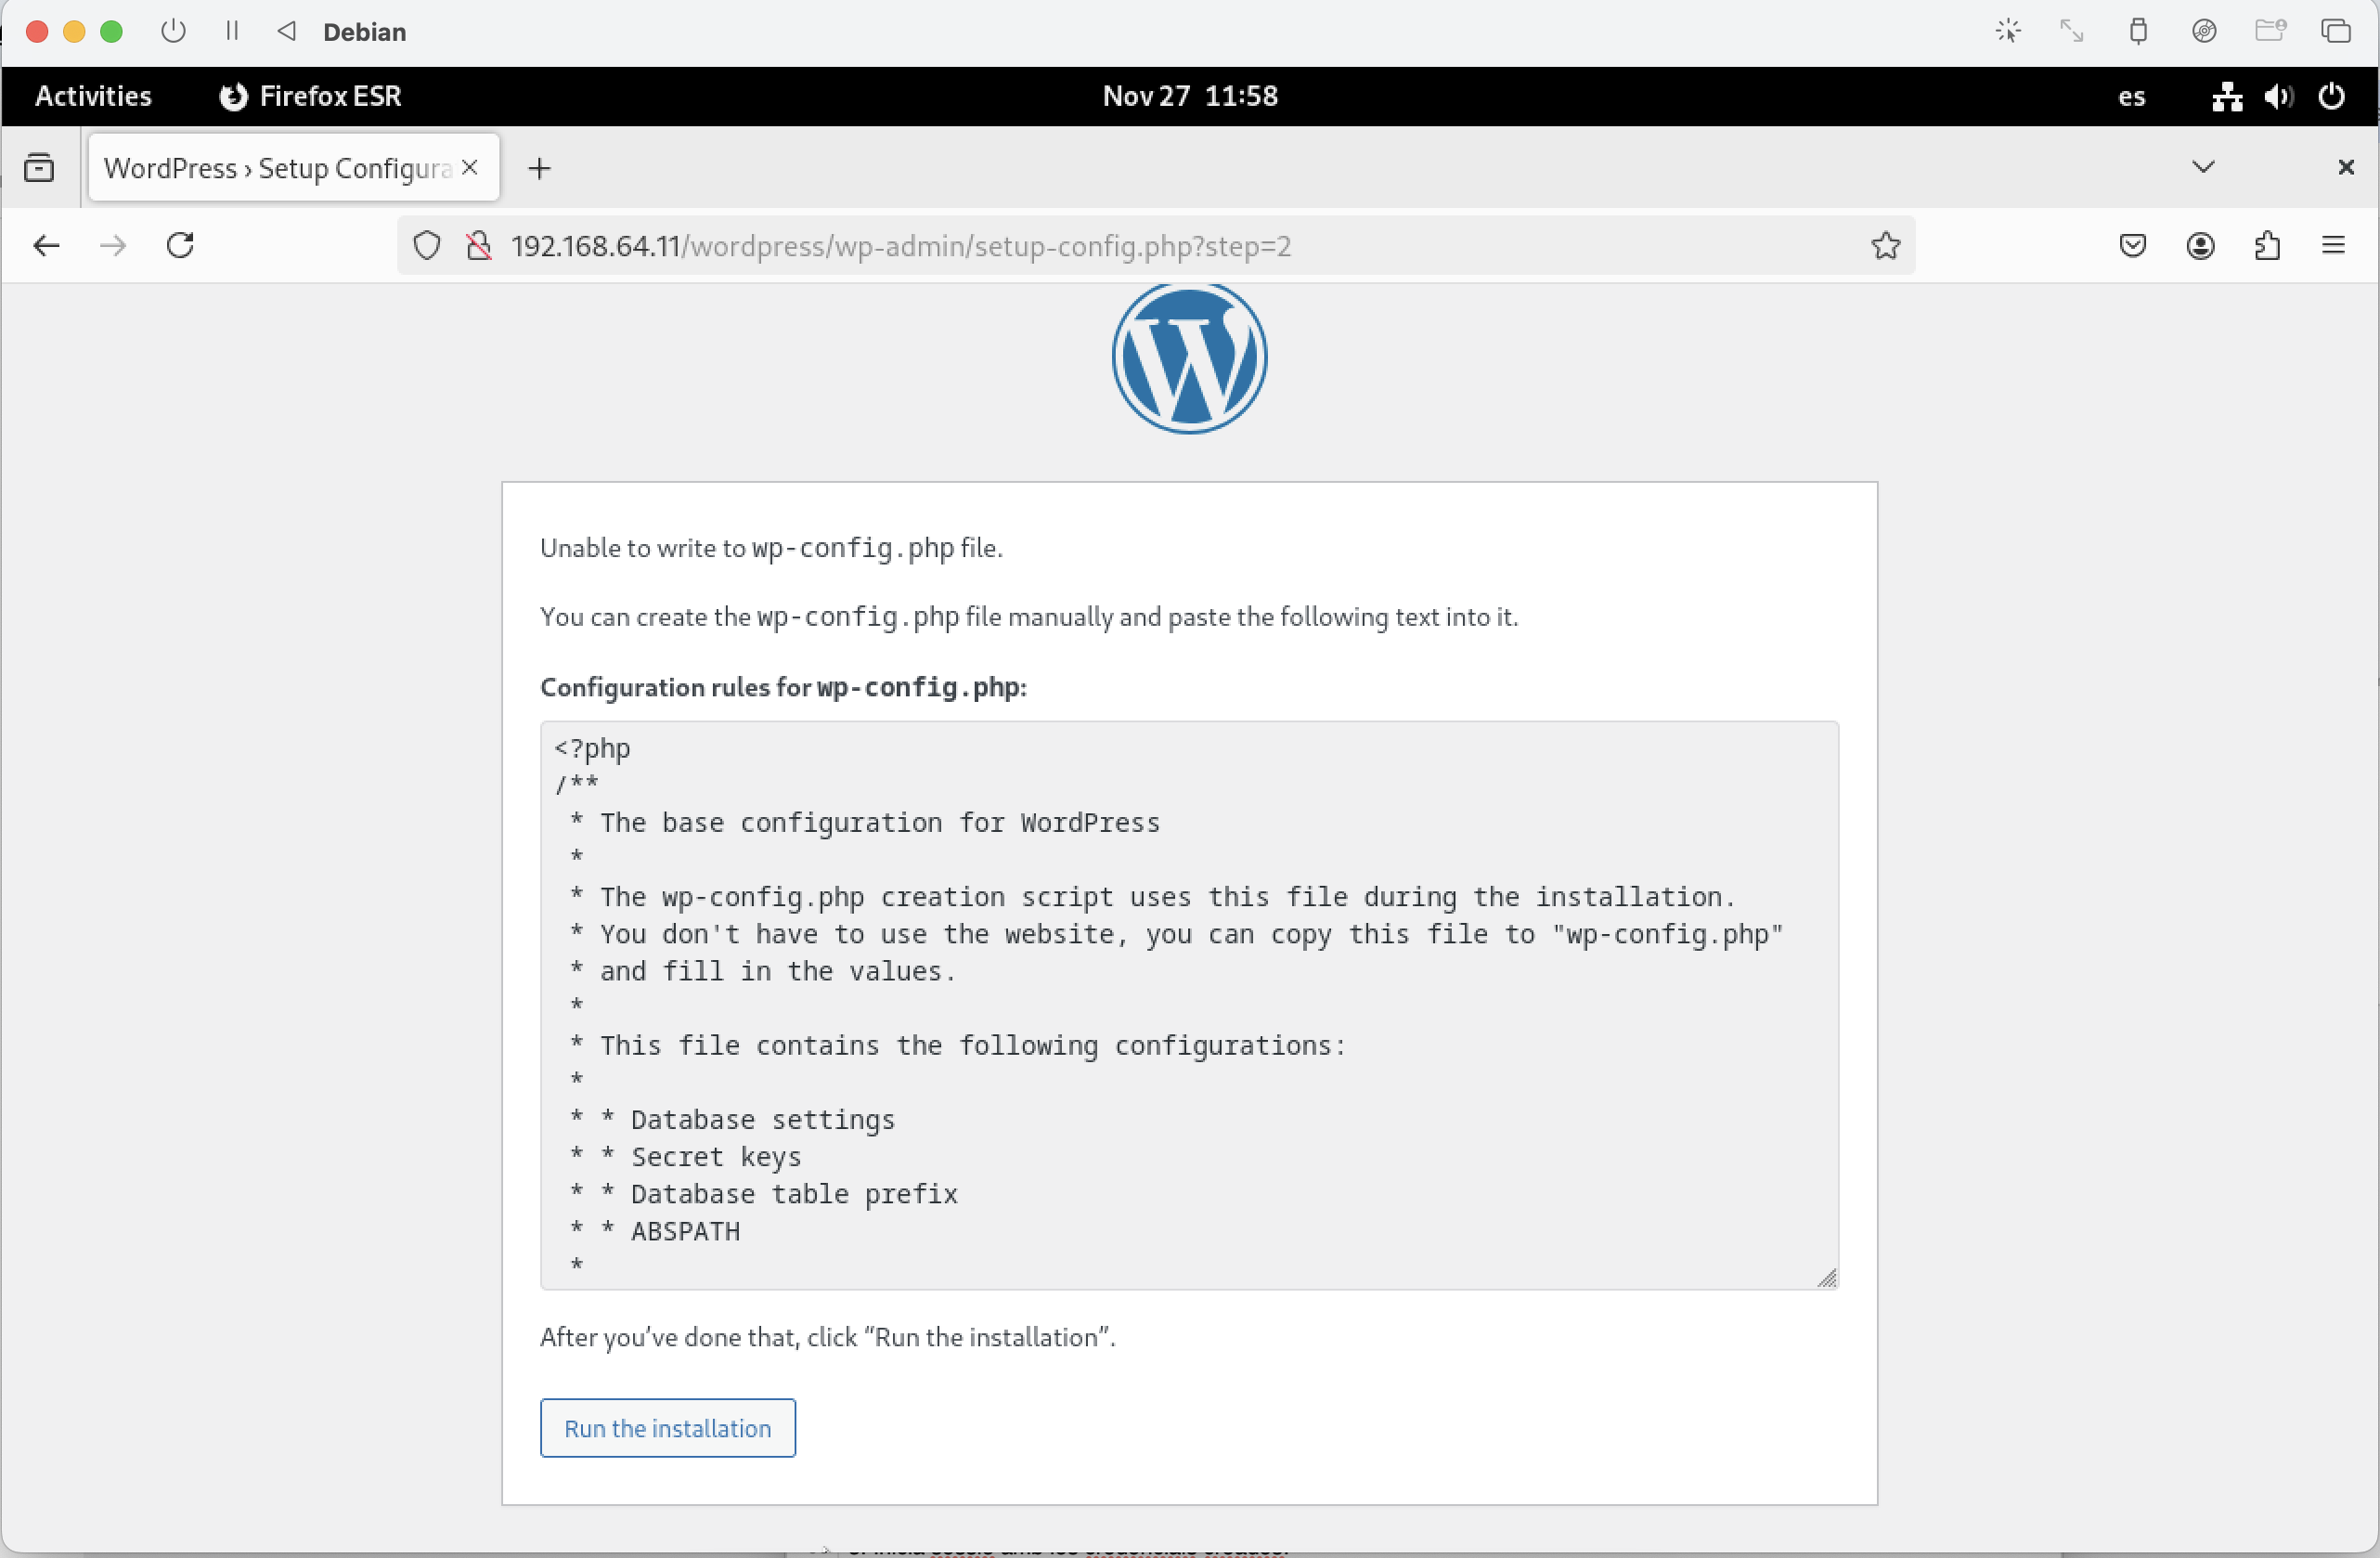 Debian
Activities
Firefox ESR
Nov 27 11:58
es
WordPress › Setup Configura
192.168.64.11/wordpress/wp-admin/setup-config.php?step=2
Unable to write to wp-config.php file.
You can create the wp-config.php file manually and paste the following text into it.
Configuration rules for wp-config.php:
<?php
/**
 * The base configuration for WordPress
 *
 * The wp-config.php creation script uses this file during the installation.
 * You don't have to use the website, you can copy this file to "wp-config.php"
 * and fill in the values.
 *
 * This file contains the following configurations:
 *
 * * Database settings
 * * Secret keys
 * * Database table prefix
 * * ABSPATH
 *
After you’ve done that, click “Run the installation”.
Run the installation